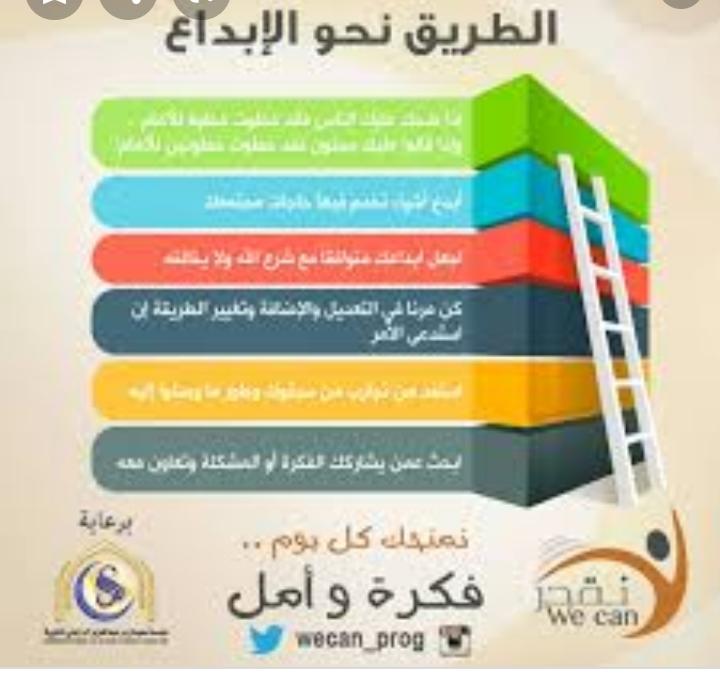 الطريق نحو الإبداع
إذا ضحك عليك الناس فقد خطوت خطوة للأمام ،
وإذا قالوا عليك مجنون فقد خطوت خطوتين للأمام!
أبدع أشياء تخدم فيها حاجات مجتمعك
اجعل ابداعك متوافقا مع شرع الله ولا يخالفه
كن مرنا في التعديل والإضافة وتغيير الطريقة إن
استدعى الأمر
استفد من تجارب من سبقوك وطور ما وصلوا إليه
ابحث عمن يشاركك الفكرة أو المشكلة وتعاون معه
برعاية
نمنحك كل يوم ..
فكرة و أمل
wecan_prog
نقدر
We can